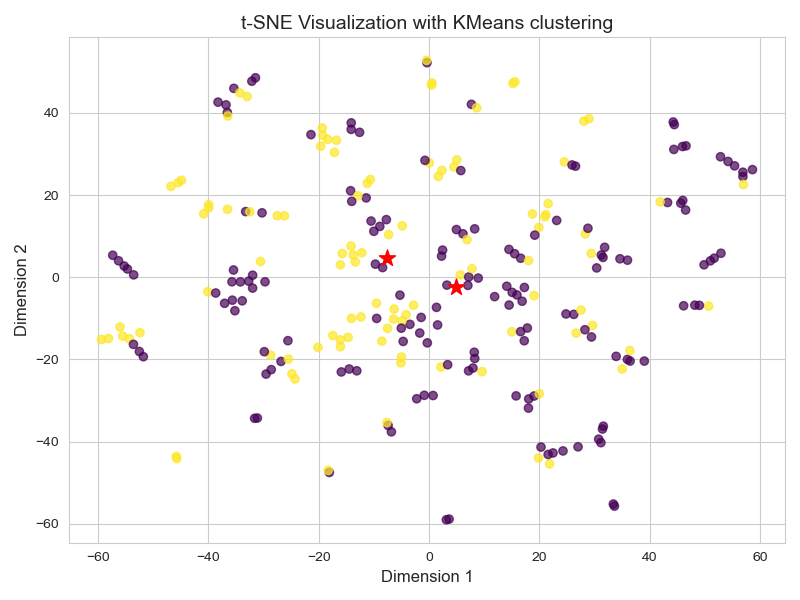 t-SNE Visualization with KMeans clustering
Dimension 2
40
20
0
−20
−40
−60
−60 −40 −20 0 20 40 60
Dimension 1